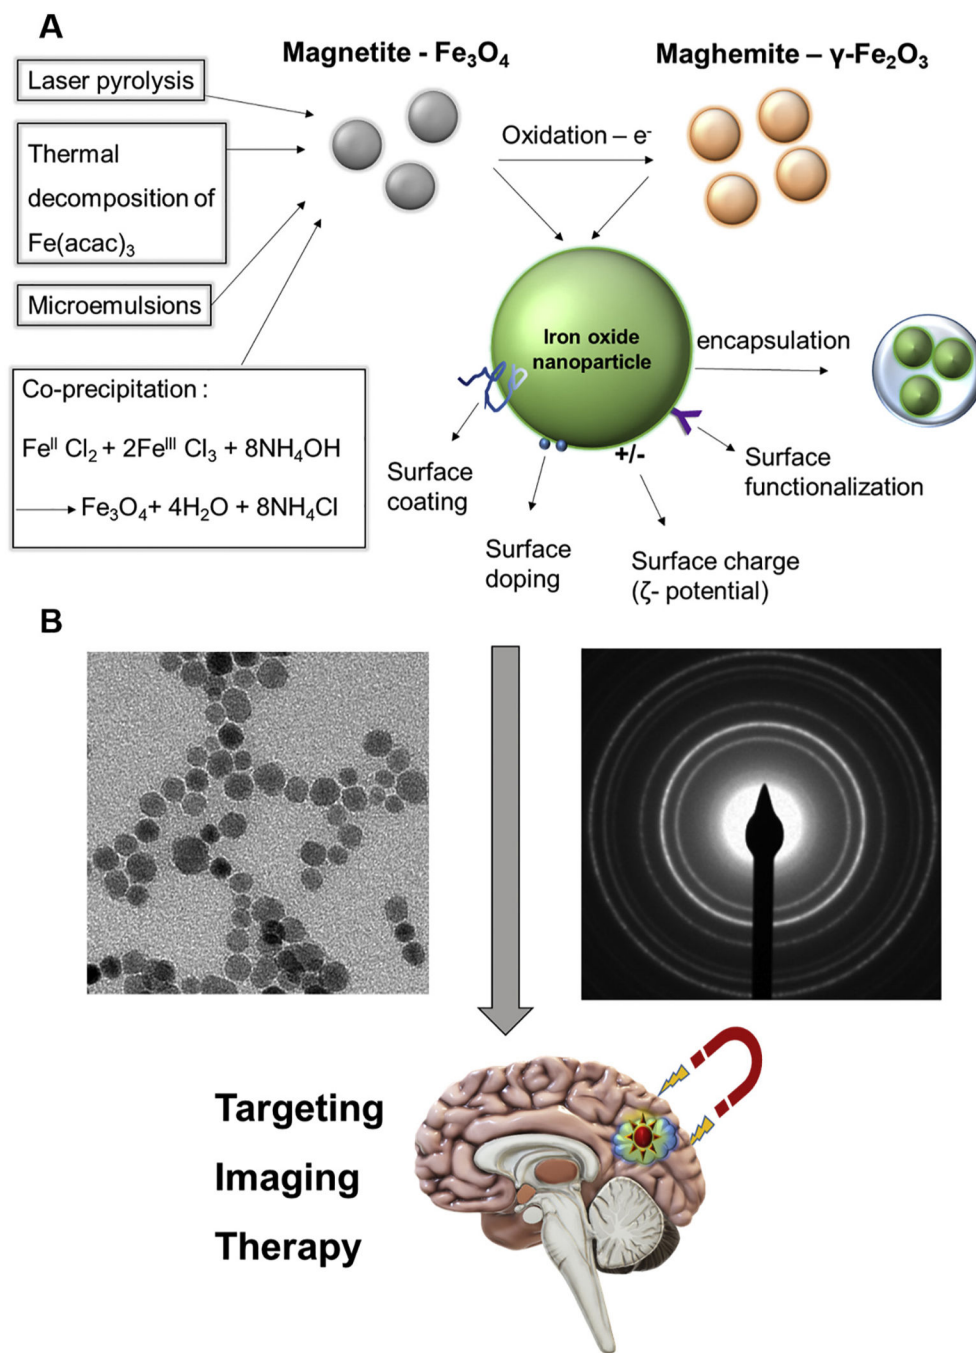 A
Magnetite - Fe₃O₄
Maghemite – γ-Fe₂O₃
Laser pyrolysis
Thermal
decomposition of
Fe(acac)₃
Microemulsions
Co-precipitation :
Feᴵᴵ Cl₂ + 2Feᴵᴵᴵ Cl₃ + 8NH₄OH
Fe₃O₄+ 4H₂O + 8NH₄Cl
Oxidation – e⁻
Iron oxide
nanoparticle
encapsulation
Surface
coating
Surface
doping
+/-
Surface charge
(ζ- potential)
Surface
functionalization
B
Targeting
Imaging
Therapy